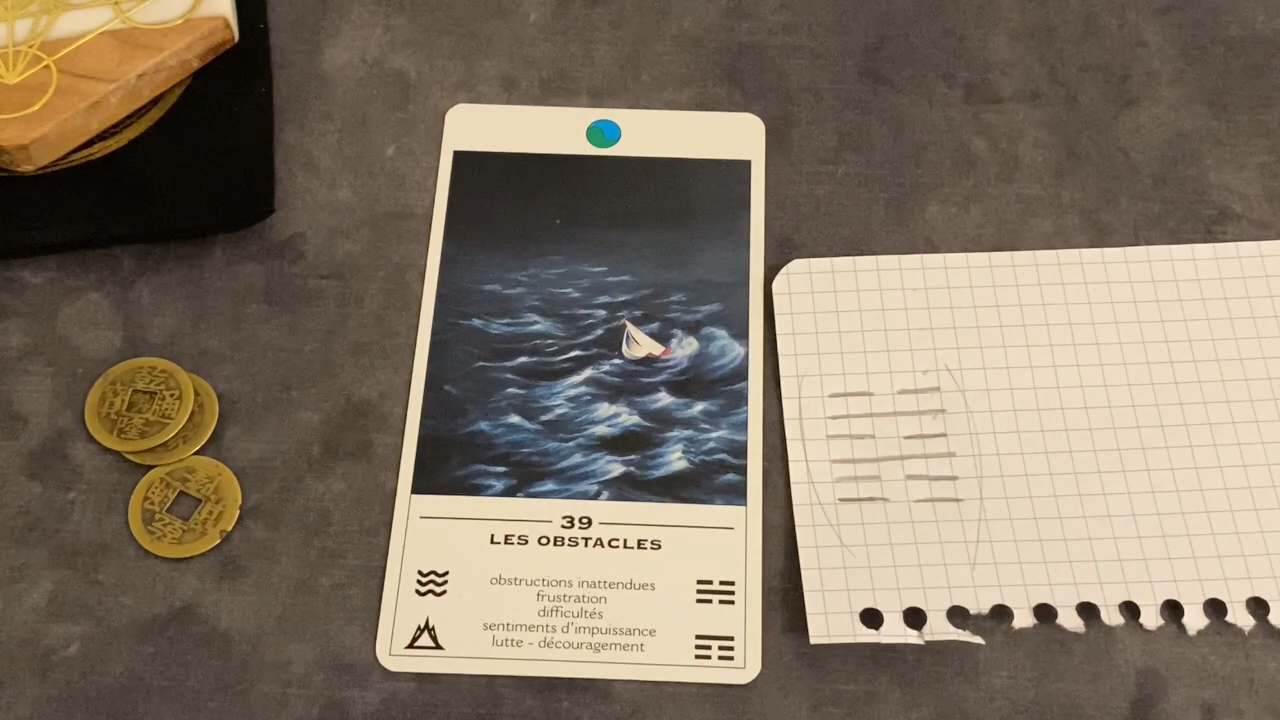 39
LES OBSTACLES
obstructions inattendues
frustration
difficultés
sentiments d'impuissance
lutte - découragement